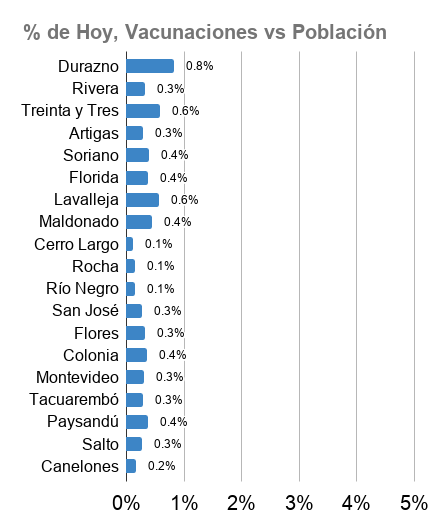 % de Hoy, Vacunaciones vs Población
Durazno 0.8%
Rivera 0.3%
Treinta y Tres 0.6%
Artigas 0.3%
Soriano 0.4%
Florida 0.4%
Lavalleja 0.6%
Maldonado 0.4%
Cerro Largo 0.1%
Rocha 0.1%
Río Negro 0.1%
San José 0.3%
Flores 0.3%
Colonia 0.4%
Montevideo 0.3%
Tacuarembó 0.3%
Paysandú 0.4%
Salto 0.3%
Canelones 0.2%
0% 1% 2% 3% 4% 5%